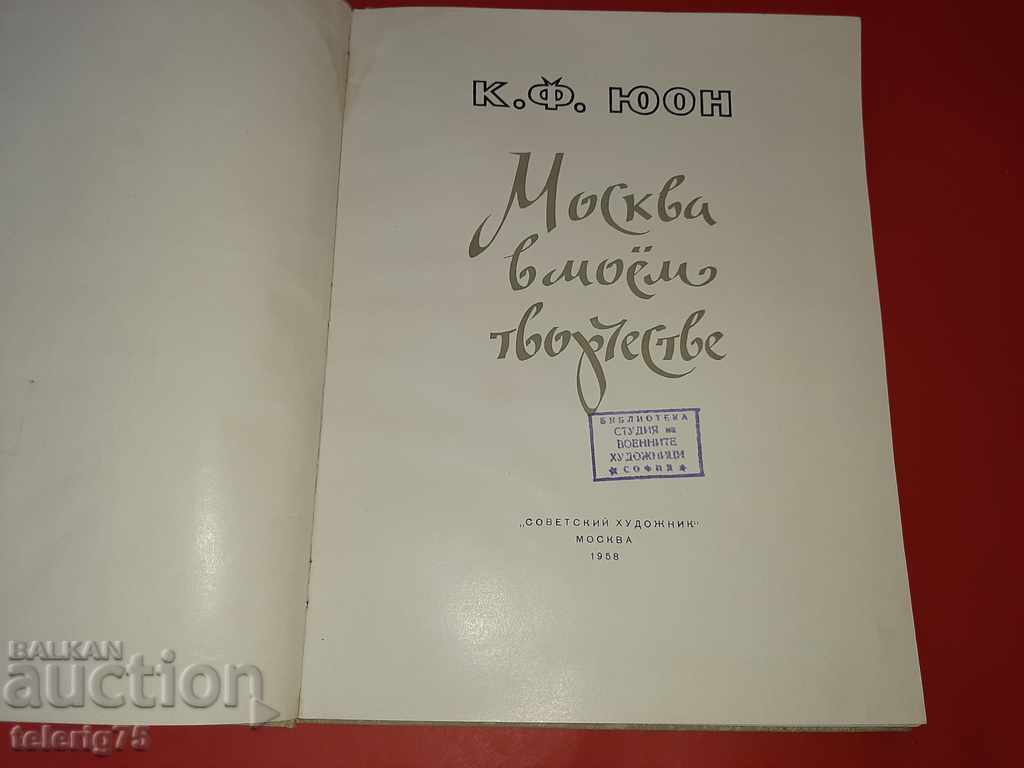 К.Ф. ЮОН
Москва
в моём
творчестве
БИБЛИОТЕКА
СТУДИЯ на
ВОЕННИТЕ
ХУДОЖНИЦИ
★ СОФИЯ ★
„СОВЕТСКИЙ ХУДОЖНИК"
МОСКВА
1958
BALKAN
auction
telerig75